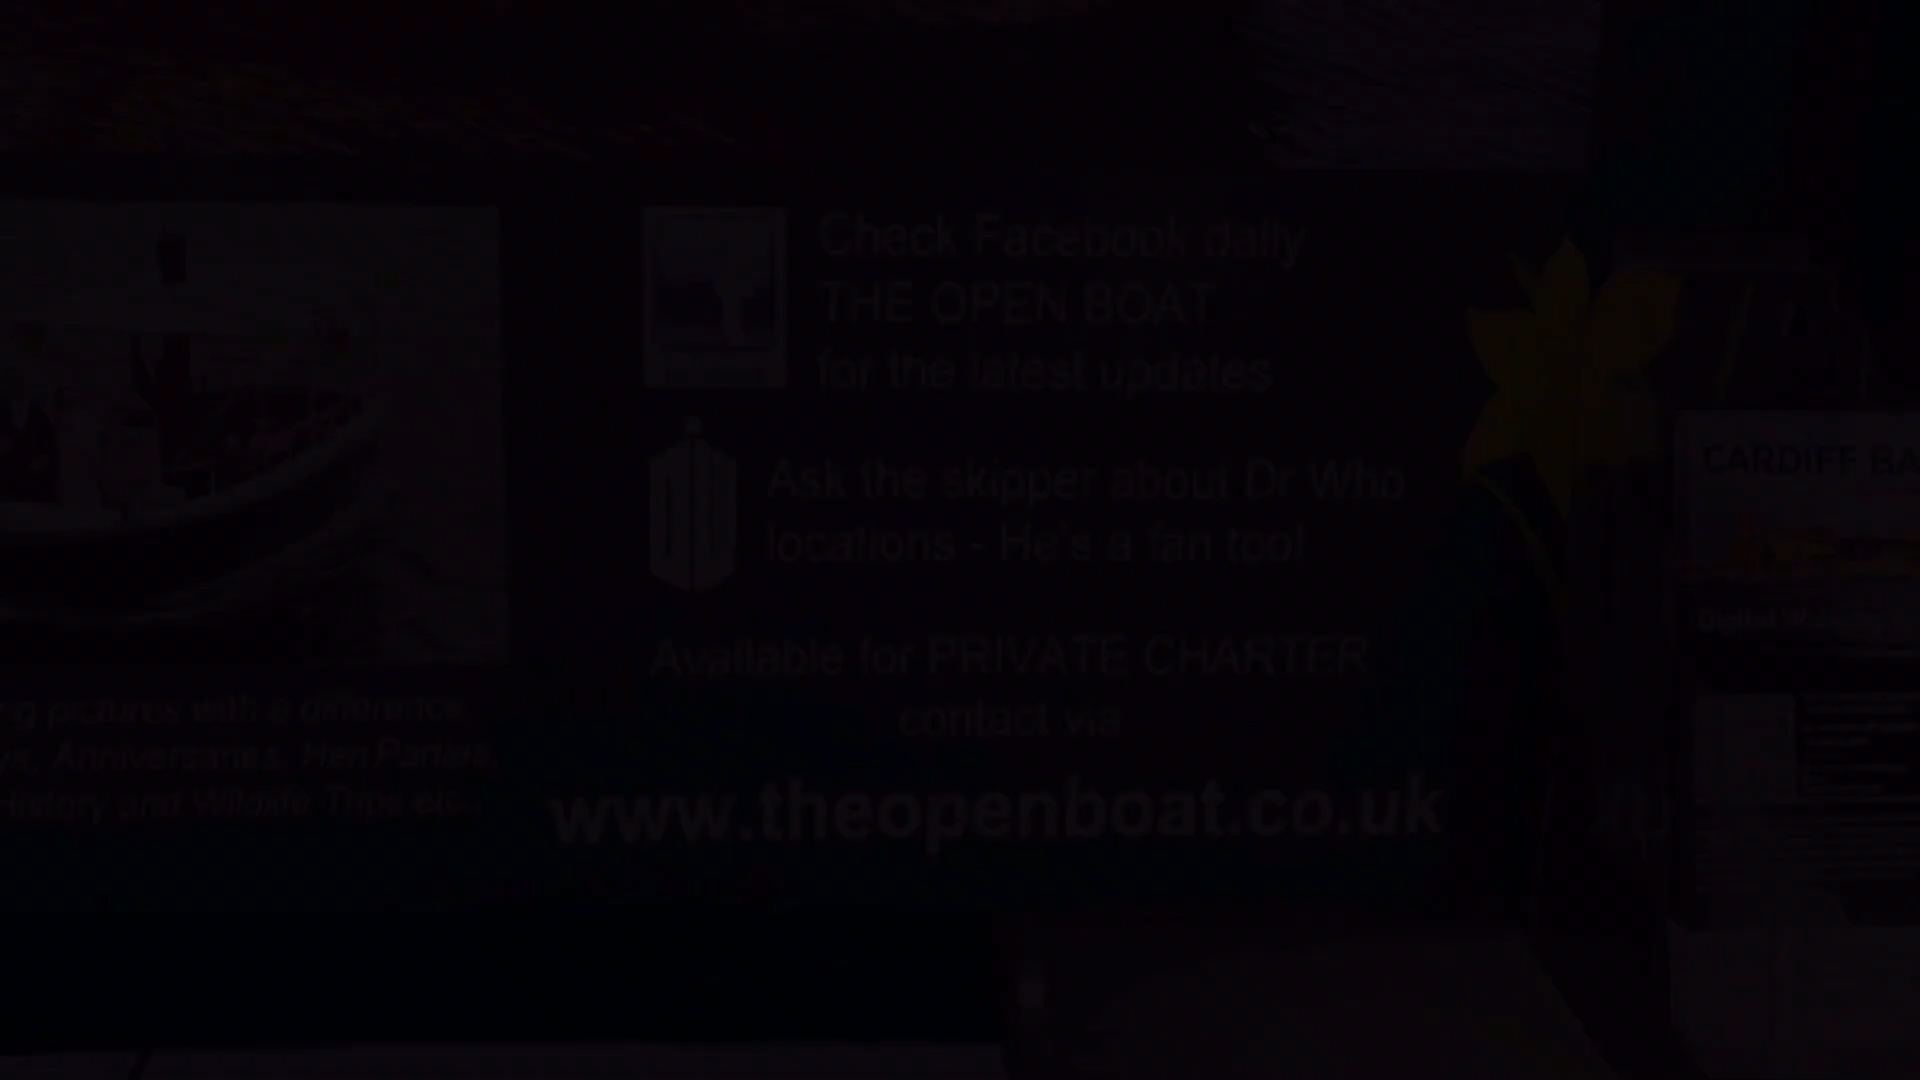 Check Facebook daily
THE OPEN BOAT
for the latest updates
Ask the skipper about Dr Who
locations - He's a fan too!
Available for PRIVATE CHARTER
contact via
www.theopenboat.co.uk
ng pictures with a difference.
ys, Anniversaries, Hen Parties,
History and Wildlife Trips etc..
CARDIFF BA